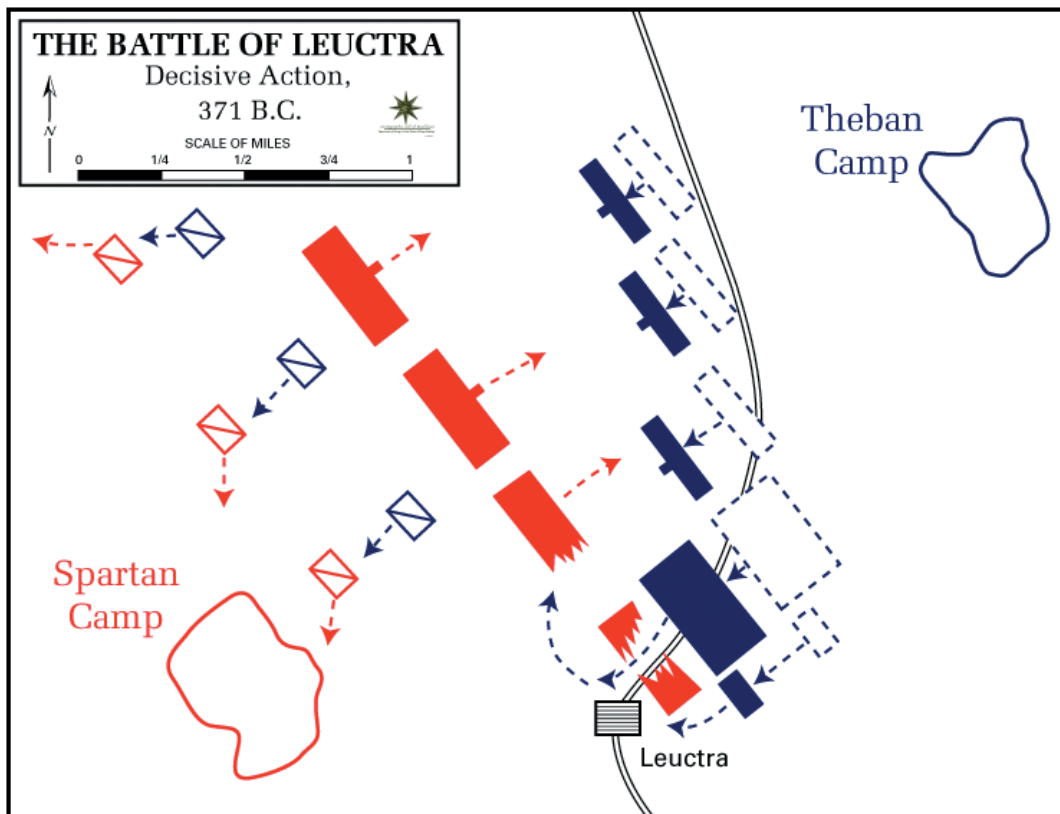 THE BATTLE OF LEUCTRA
Decisive Action,
371 B.C.
N
SCALE OF MILES
0 1/4 1/2 3/4 1
Theban
Camp
Spartan
Camp
Leuctra